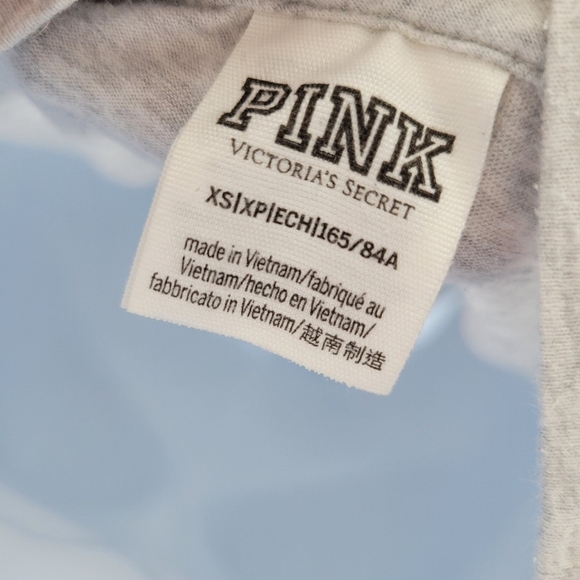 PINK
VICTORIA'S SECRET
XS|XP|ECH|165/84A
made in Vietnam/fabriqué au
Vietnam/hecho en Vietnam/
fabbricato in Vietnam/越南制造